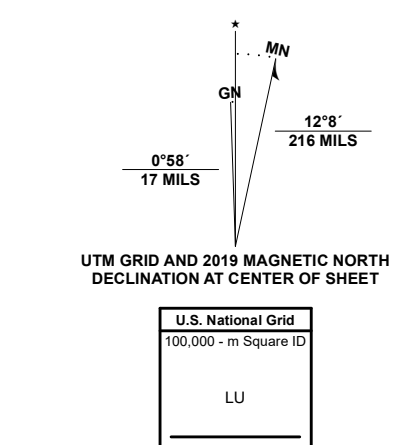 ★
MN
GN
12°8´
216 MILS
0°58´
17 MILS
UTM GRID AND 2019 MAGNETIC NORTH
DECLINATION AT CENTER OF SHEET
U.S. National Grid
100,000 - m Square ID
LU